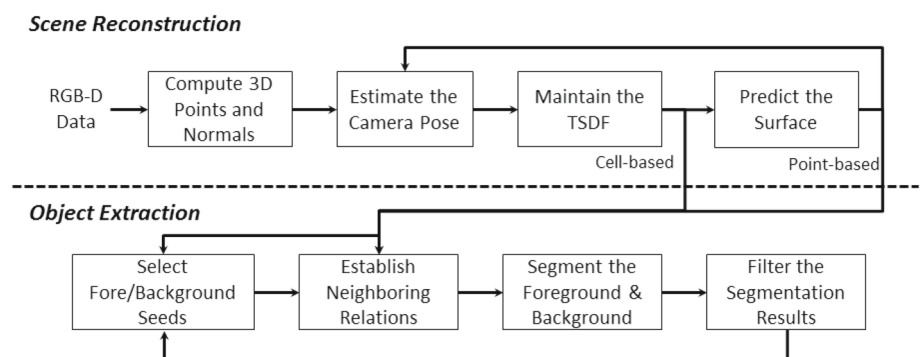 Scene Reconstruction
RGB-D
Data
Compute 3D
Points and
Normals
Estimate the
Camera Pose
Maintain the
TSDF
Predict the
Surface
Cell-based
Point-based
Object Extraction
Select
Fore/Background
Seeds
Establish
Neighboring
Relations
Segment the
Foreground &
Background
Filter the
Segmentation
Results